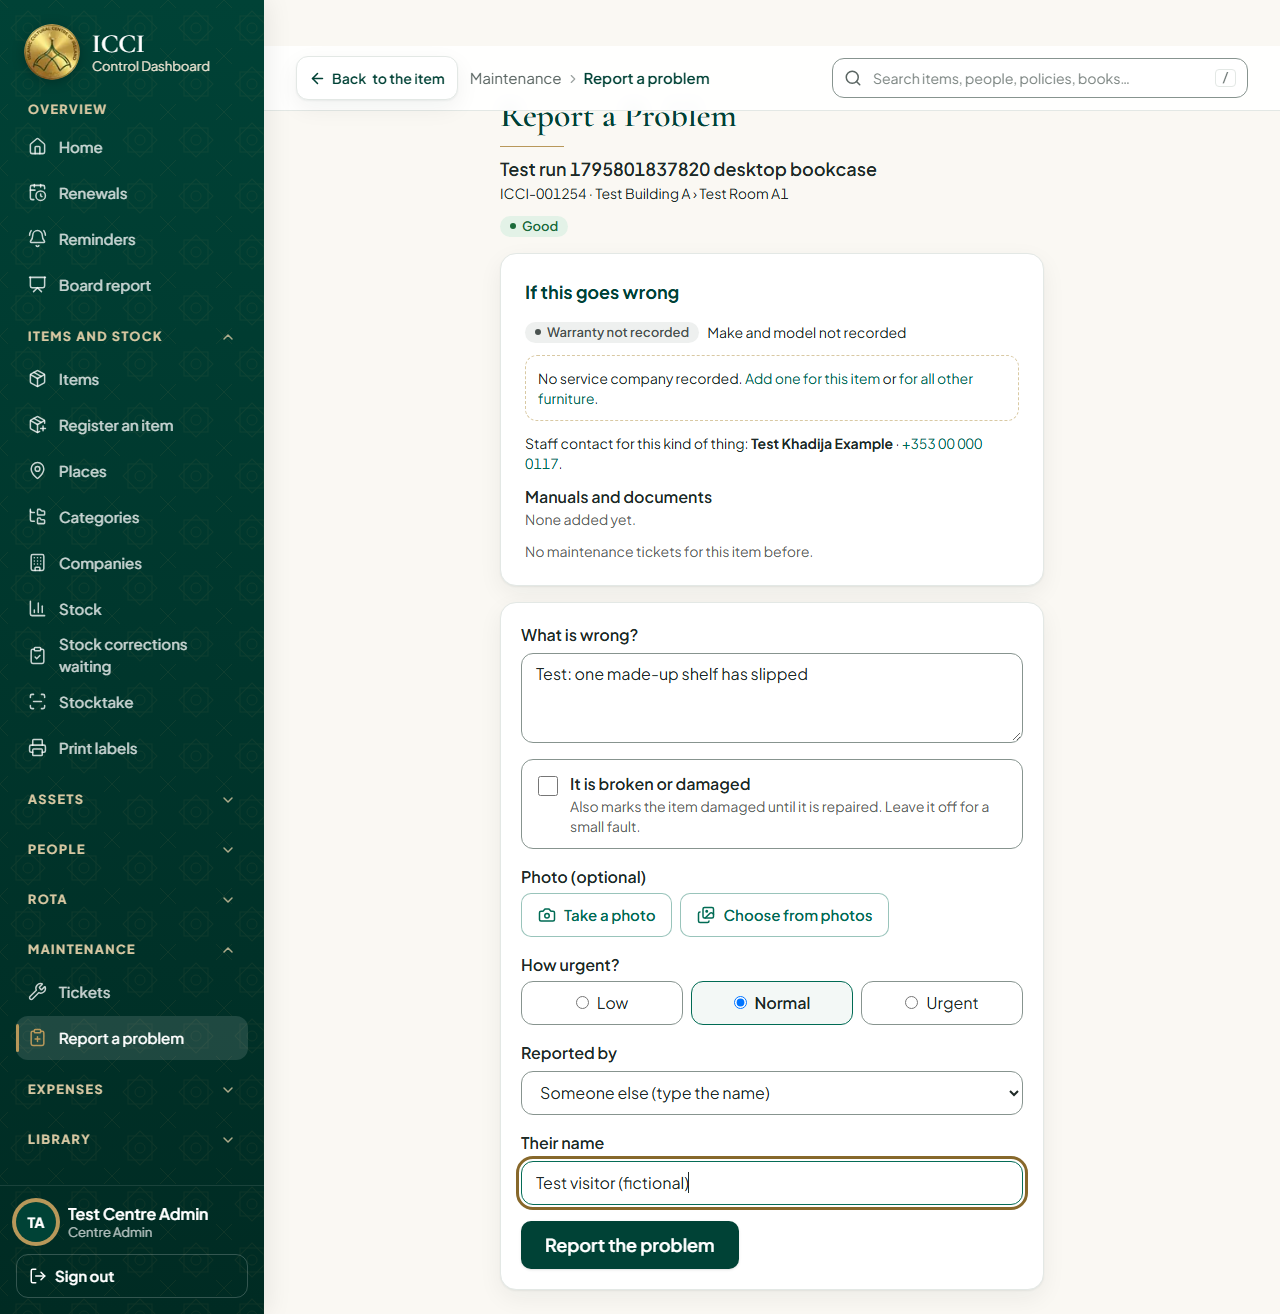 ICCI
Control Dashboard
OVERVIEW
Home
Renewals
Reminders
Board report
ITEMS AND STOCK
Items
Register an item
Places
Categories
Companies
Stock
Stock corrections
waiting
Stocktake
Print labels
ASSETS
PEOPLE
ROTA
MAINTENANCE
Tickets
Report a problem
EXPENSES
LIBRARY
TA
Test Centre Admin
Centre Admin
Sign out
Back to the item
Maintenance › Report a problem
Search items, people, policies, books...
/
Report a Problem
Test run 1795801837820 desktop bookcase
ICCI-001254 · Test Building A › Test Room A1
Good
If this goes wrong
Warranty not recorded
Make and model not recorded
No service company recorded. Add one for this item or for all other
furniture.
Staff contact for this kind of thing: Test Khadija Example · +353 00 000
0117.
Manuals and documents
None added yet.
No maintenance tickets for this item before.
What is wrong?
Test: one made-up shelf has slipped
It is broken or damaged
Also marks the item damaged until it is repaired. Leave it off for a
small fault.
Photo (optional)
Take a photo
Choose from photos
How urgent?
Low
Normal
Urgent
Reported by
Someone else (type the name)
Their name
Test visitor (fictional)
Report the problem